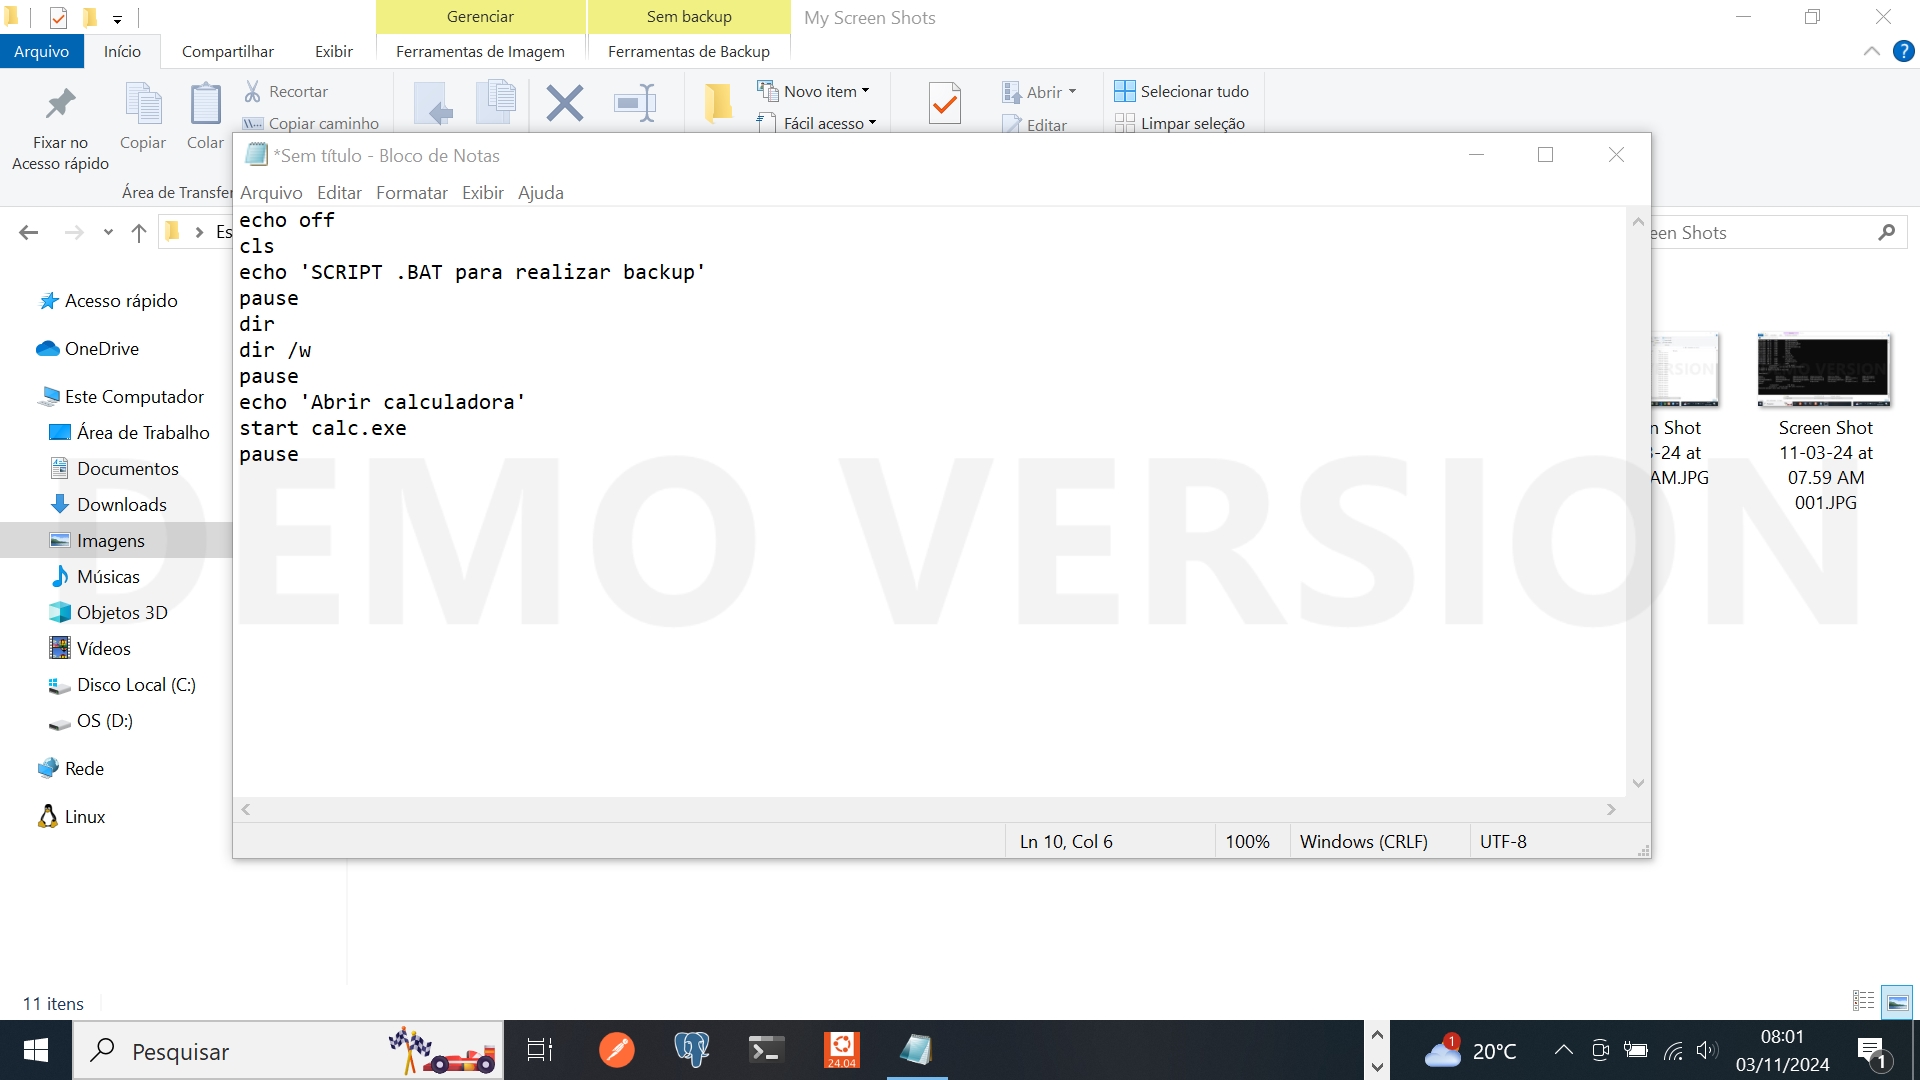 Gerenciar
Sem backup
My Screen Shots
Arquivo
Início
Compartilhar
Exibir
Ferramentas de Imagem
Ferramentas de Backup
?
Recortar
Copiar caminho
Fixar no
Acesso rápido
Copiar
Colar
Novo item
Fácil acesso
Abrir
Editar
Selecionar tudo
Limpar seleção
Área de Transfer
*Sem título - Bloco de Notas
Arquivo Editar Formatar Exibir Ajuda
Es
een Shots
echo off
cls
echo 'SCRIPT .BAT para realizar backup'
pause
dir
dir /w
pause
echo 'Abrir calculadora'
start calc.exe
pause
DEMO VERSION
Acesso rápido
OneDrive
Este Computador
Área de Trabalho
Documentos
Downloads
Imagens
Músicas
Objetos 3D
Vídeos
Disco Local (C:)
OS (D:)
Rede
Linux
n Shot
-24 at
AM.JPG
Screen Shot
11-03-24 at
07.59 AM
001.JPG
Ln 10, Col 6
100%
Windows (CRLF)
UTF-8
11 itens
Pesquisar
24.04
1
20°C
08:01
03/11/2024
1